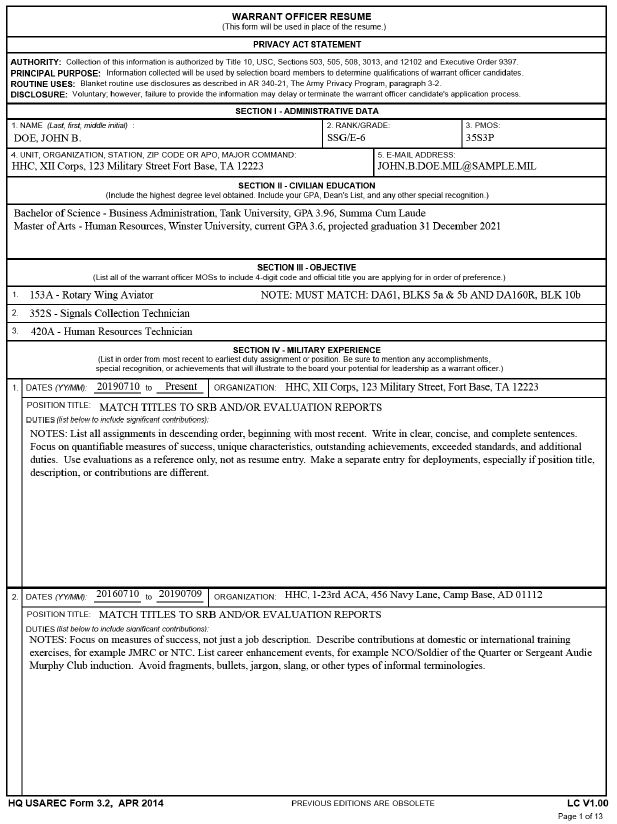 WARRANT OFFICER RESUME
(This form will be used in place of the resume.)
PRIVACY ACT STATEMENT
AUTHORITY: Collection of this information is authorized by Title 10, USC, Sections 503, 505, 508, 3013, and 12102 and Executive Order 9397.
PRINCIPAL PURPOSE: Information collected will be used by selection board members to determine qualifications of warrant officer candidates.
ROUTINE USES: Blanket routine use disclosures as described in AR 340-21, The Army Privacy Program, paragraph 3-2.
DISCLOSURE: Voluntary; however, failure to provide the information may delay or terminate the warrant officer candidate's application process.
SECTION I - ADMINISTRATIVE DATA
1. NAME (Last, first, middle initial) : 2. RANK/GRADE: 3. PMOS:
DOE, JOHN B. SSG/E-6 35S3P
4. UNIT, ORGANIZATION, STATION, ZIP CODE OR APO, MAJOR COMMAND: 5. E-MAIL ADDRESS:
HHC, XII Corps, 123 Military Street Fort Base, TA 12223 JOHN.B.DOE.MIL@SAMPLE.MIL
SECTION II - CIVILIAN EDUCATION
(Include the highest degree level obtained. Include your GPA, Dean's List, and any other special recognition.)
Bachelor of Science - Business Administration, Tank University, GPA 3.96, Summa Cum Laude
Master of Arts - Human Resources, Winster University, current GPA 3.6, projected graduation 31 December 2021
SECTION III - OBJECTIVE
(List all of the warrant officer MOSs to include 4-digit code and official title you are applying for in order of preference.)
1. 153A - Rotary Wing Aviator NOTE: MUST MATCH: DA61, BLKS 5a & 5b AND DA160R, BLK 10b
2. 352S - Signals Collection Technician
3. 420A - Human Resources Technician
SECTION IV - MILITARY EXPERIENCE
(List in order from most recent to earliest duty assignment or position. Be sure to mention any accomplishments,
special recognition, or achievements that will illustrate to the board your potential for leadership as a warrant officer.)
1. DATES (YY/MM): 20190710 to Present ORGANIZATION: HHC, XII Corps, 123 Military Street, Fort Base, TA 12223
POSITION TITLE: MATCH TITLES TO SRB AND/OR EVALUATION REPORTS
DUTIES (list below to include significant contributions):
NOTES: List all assignments in descending order, beginning with most recent. Write in clear, concise, and complete sentences.
Focus on quantifiable measures of success, unique characteristics, outstanding achievements, exceeded standards, and additional
duties. Use evaluations as a reference only, not as resume entry. Make a separate entry for deployments, especially if position title,
description, or contributions are different.
2. DATES (YY/MM): 20160710 to 20190709 ORGANIZATION: HHC, 1-23rd ACA, 456 Navy Lane, Camp Base, AD 01112
POSITION TITLE: MATCH TITLES TO SRB AND/OR EVALUATION REPORTS
DUTIES (list below to include significant contributions):
NOTES: Focus on measures of success, not just a job description. Describe contributions at domestic or international training
exercises, for example JMRC or NTC. List career enhancement events, for example NCO/Soldier of the Quarter or Sergeant Audie
Murphy Club induction. Avoid fragments, bullets, jargon, slang, or other types of informal terminologies.
HQ USAREC Form 3.2, APR 2014 PREVIOUS EDITIONS ARE OBSOLETE LC V1.00
Page 1 of 13